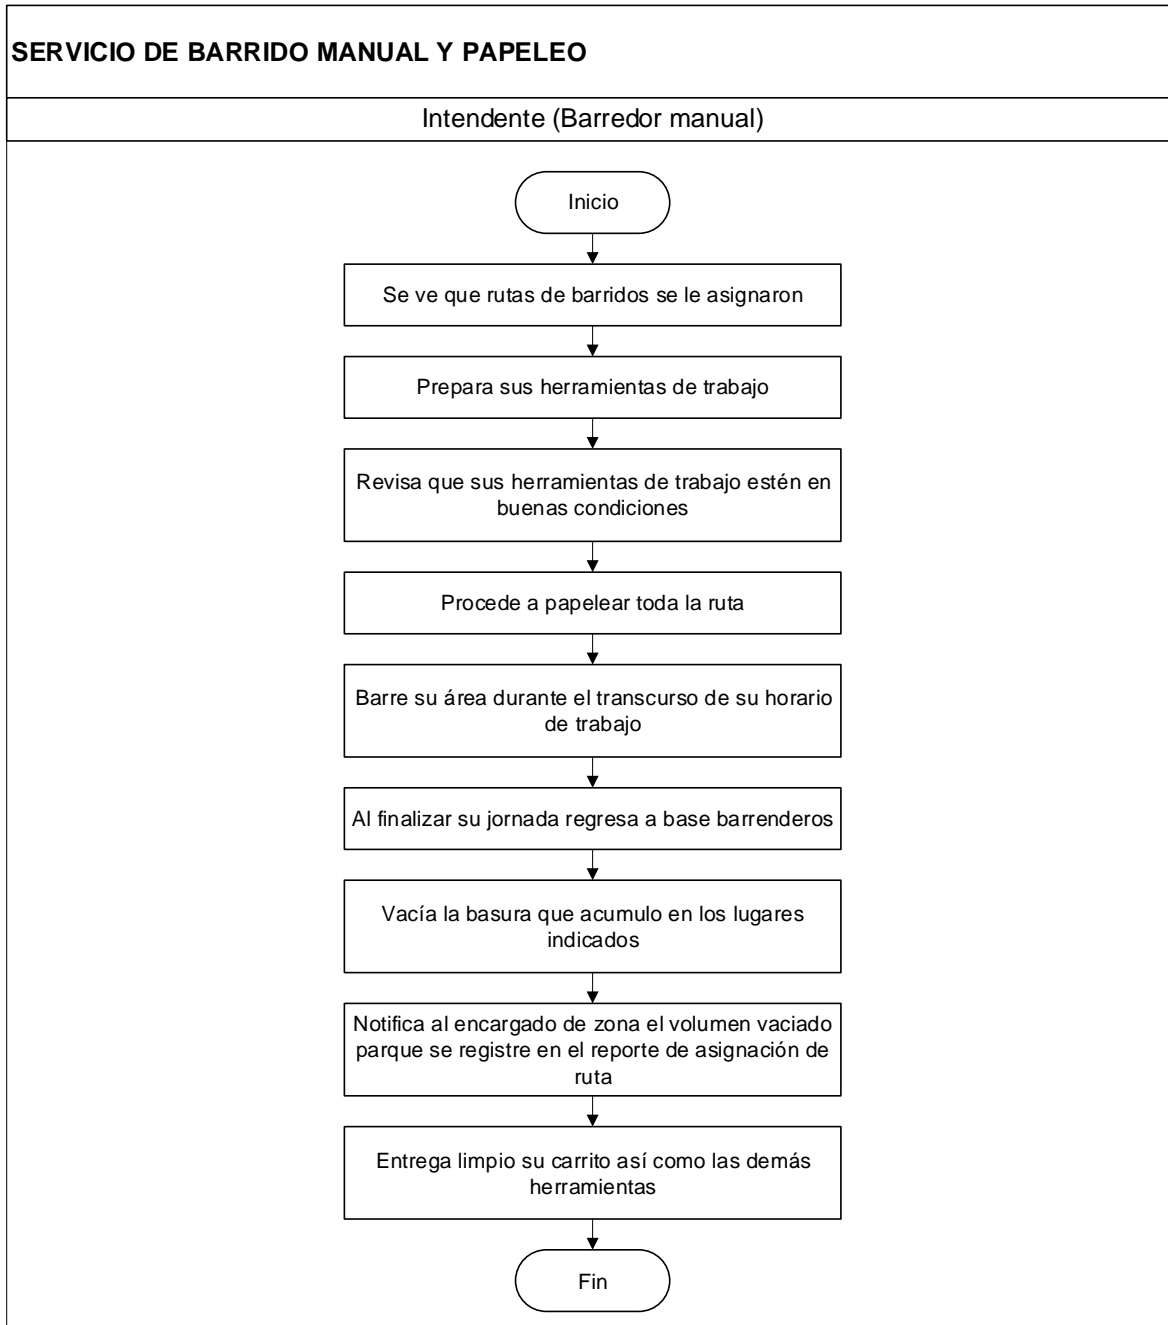 SERVICIO DE BARRIDO MANUAL Y PAPELEO
Intendente (Barredor manual)
Inicio
Se ve que rutas de barridos se le asignaron
Prepara sus herramientas de trabajo
Revisa que sus herramientas de trabajo estén en
buenas condiciones
Procede a papelear toda la ruta
Barre su área durante el transcurso de su horario
de trabajo
Al finalizar su jornada regresa a base barrenderos
Vacía la basura que acumulo en los lugares
indicados
Notifica al encargado de zona el volumen vaciado
parque se registre en el reporte de asignación de
ruta
Entrega limpio su carrito así como las demás
herramientas
Fin